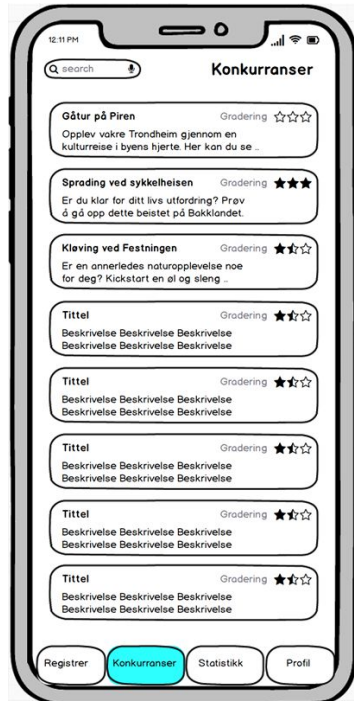 12:11 PM
search
Konkurranser
Gåtur på Piren Gradering
Opplev vakre Trondheim gjennom en
kulturreise i byens hjerte. Her kan du se ..
Sprading ved sykkelheisen Gradering
Er du klar for ditt livs utfordring? Prøv
å gå opp dette beistet på Bakklandet.
Kløving ved Festningen Gradering
Er en annerledes naturopplevelse noe
for deg? Kickstart en øl og sleng ..
Tittel Gradering
Beskrivelse Beskrivelse Beskrivelse
Beskrivelse Beskrivelse Beskrivelse
Tittel Gradering
Beskrivelse Beskrivelse Beskrivelse
Beskrivelse Beskrivelse Beskrivelse
Tittel Gradering
Beskrivelse Beskrivelse Beskrivelse
Beskrivelse Beskrivelse Beskrivelse
Tittel Gradering
Beskrivelse Beskrivelse Beskrivelse
Beskrivelse Beskrivelse Beskrivelse
Tittel Gradering
Beskrivelse Beskrivelse Beskrivelse
Beskrivelse Beskrivelse Beskrivelse
Registrer Konkurranser Statistikk Profil